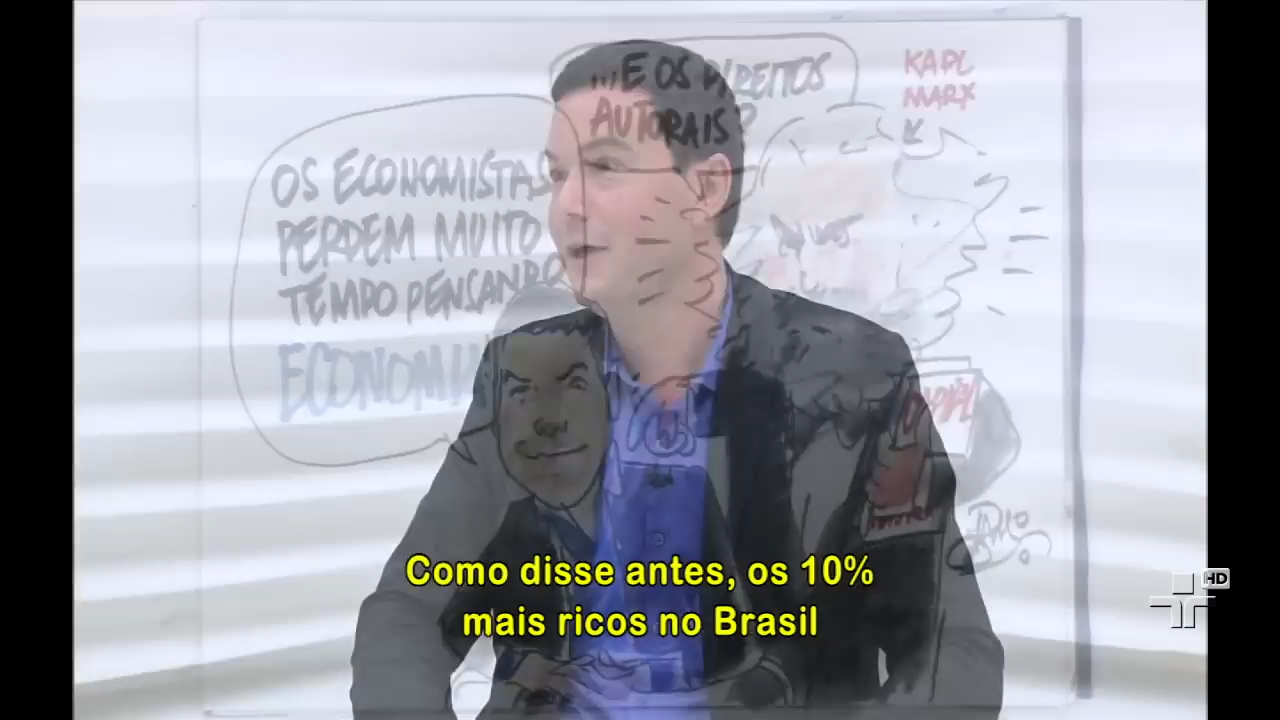 ...E OS DIREITOS
AUTORAIS?
KARL
MARX
OS ECONOMISTAS
PERDEM MUITO
TEMPO PENSANDO
Como disse antes, os 10%
mais ricos no Brasil
HD